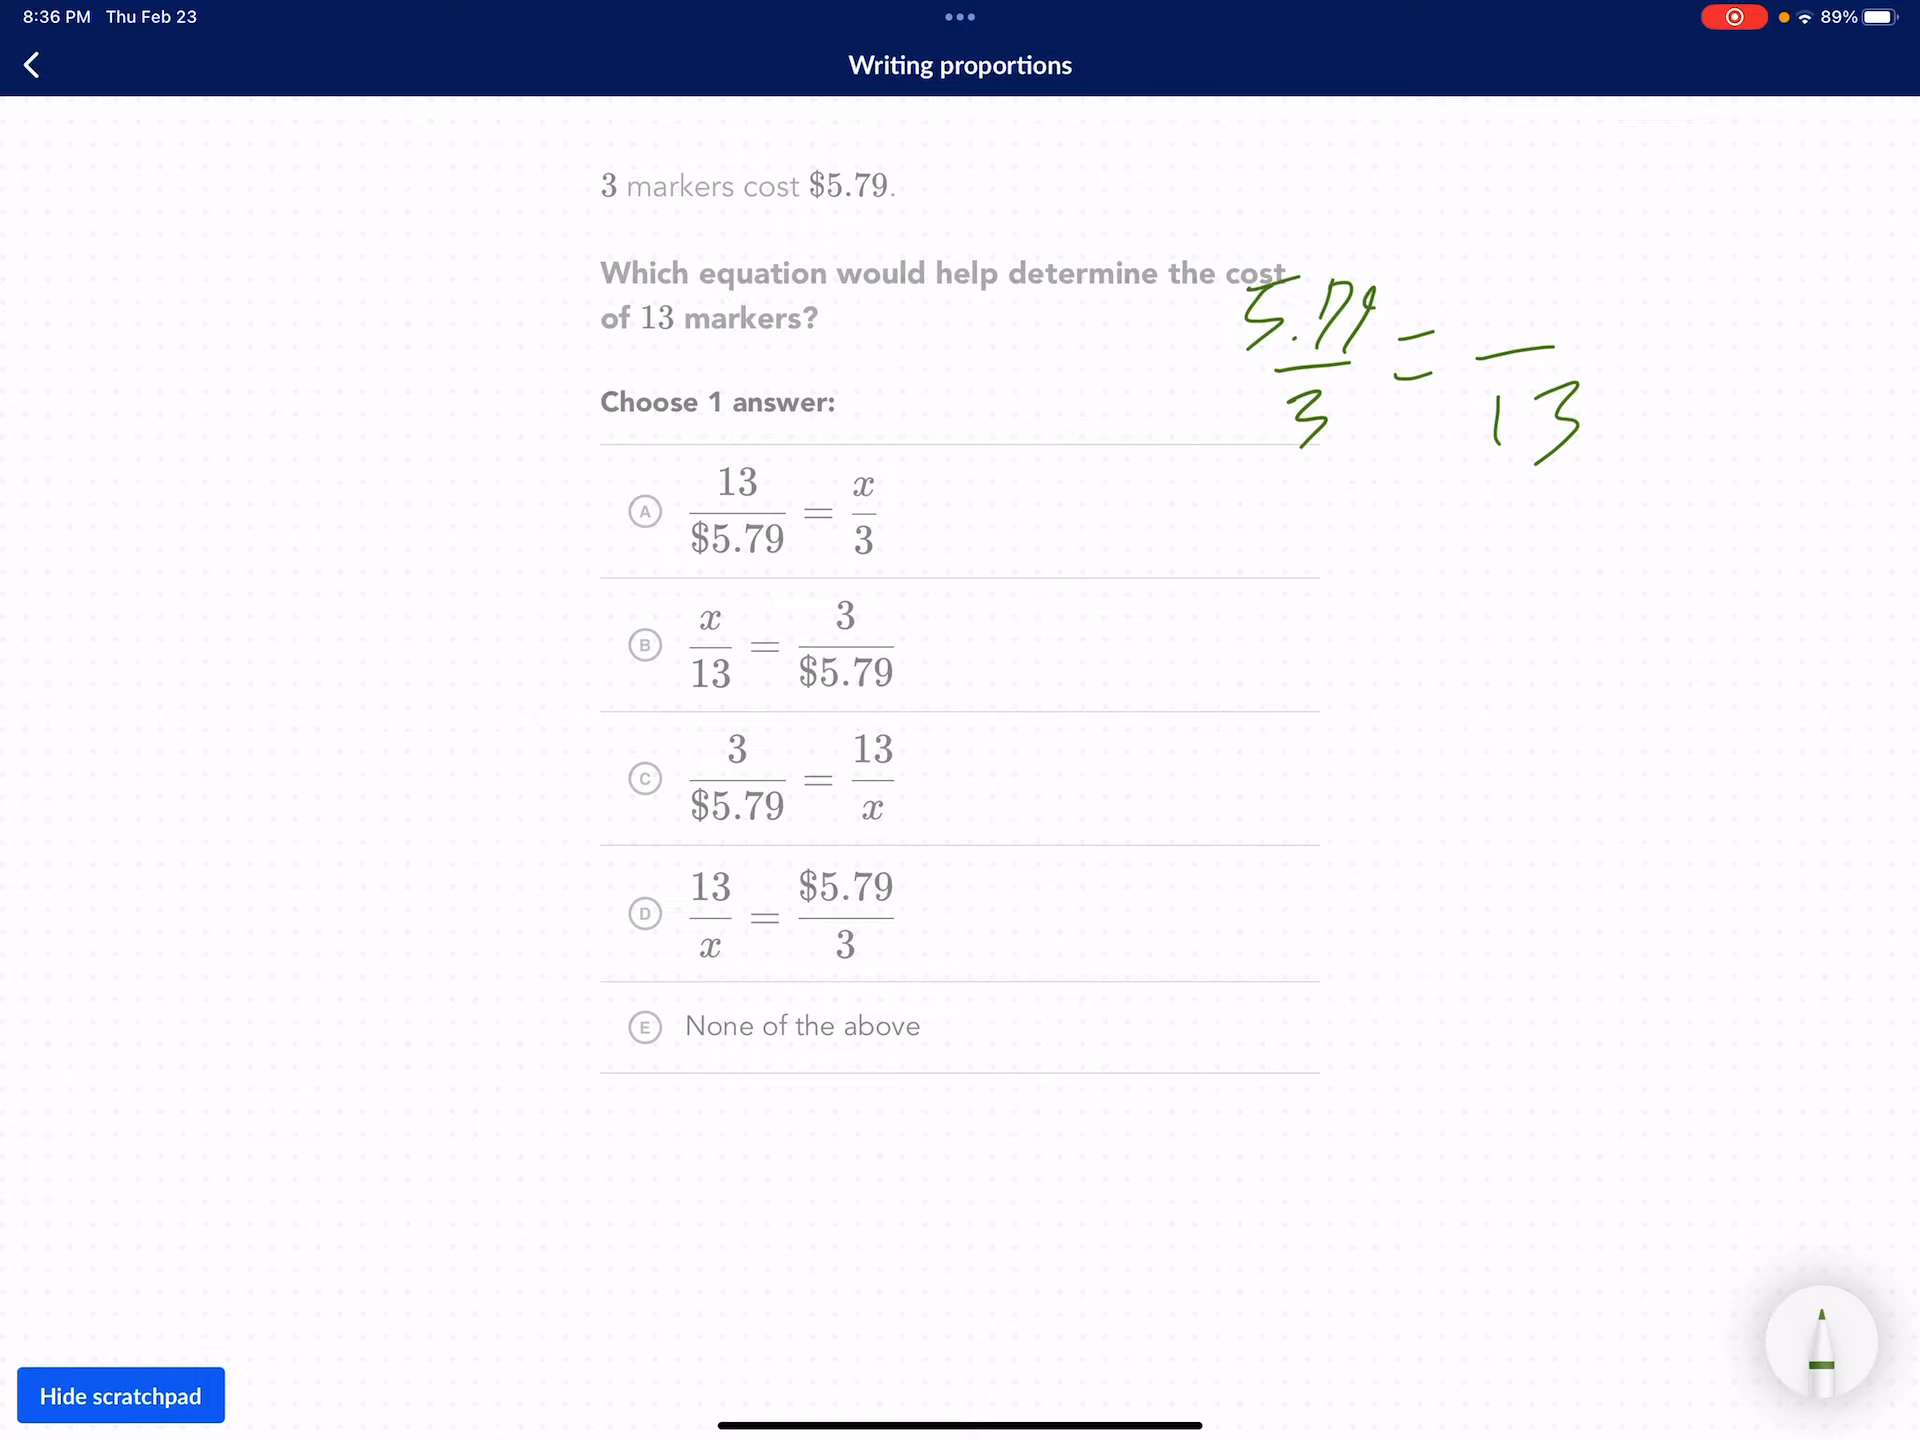 8:36 PM Thu Feb 23
89%
Writing proportions
3 markers cost $5.79.
Which equation would help determine the cost
of 13 markers?
5.79 = 
3 13
Choose 1 answer:
A 13/$5.79 = x/3
B x/13 = 3/$5.79
C 3/$5.79 = 13/x
D 13/x = $5.79/3
E None of the above
Hide scratchpad